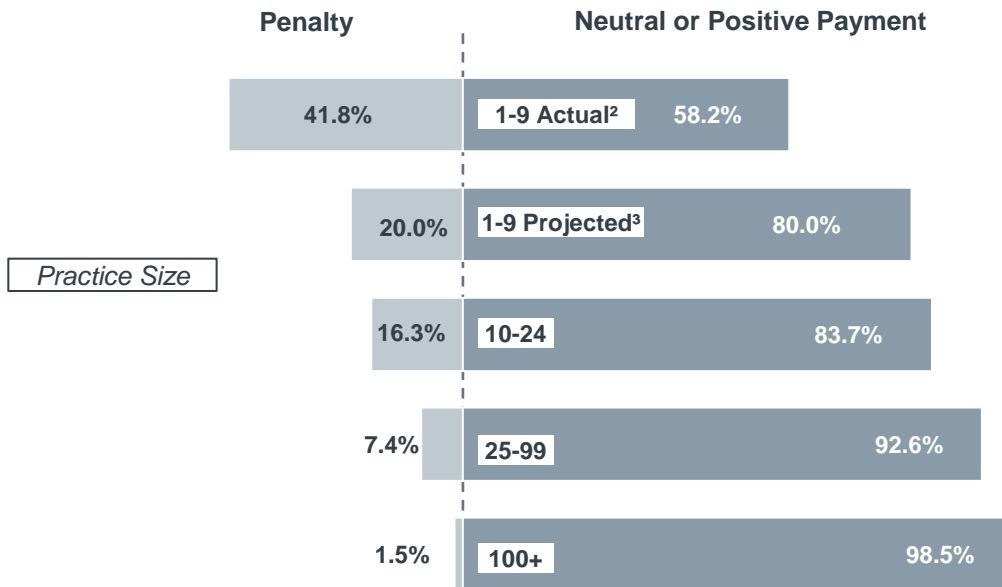 Penalty
Neutral or Positive Payment
41.8%
1-9 Actual²
58.2%
20.0%
1-9 Projected³
80.0%
Practice Size
16.3%
10-24
83.7%
7.4%
25-99
92.6%
1.5%
100+
98.5%